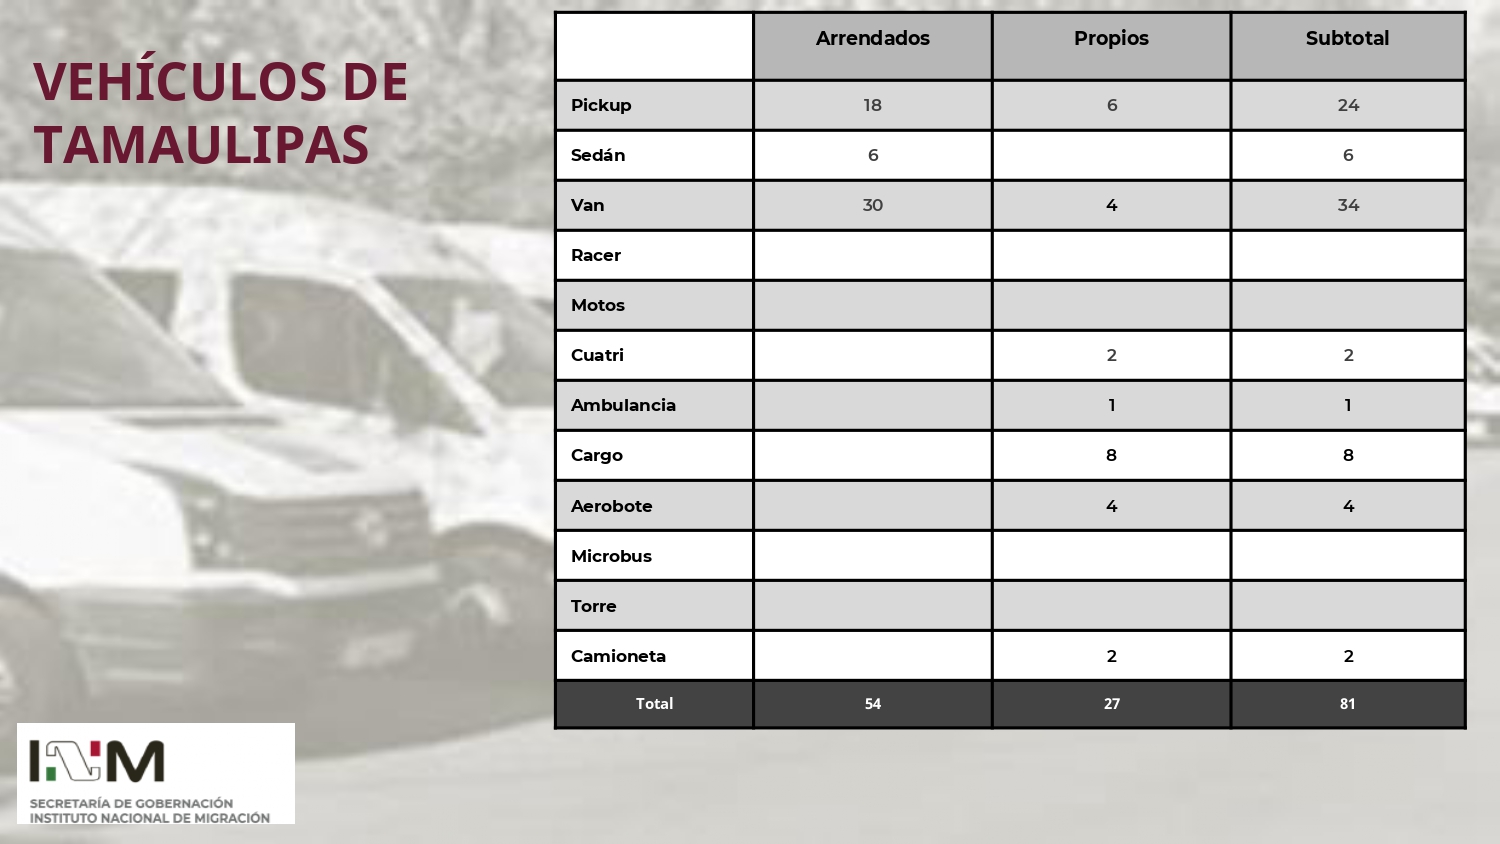 VEHÍCULOS DE
TAMAULIPAS
Arrendados Propios Subtotal
Pickup 18 6 24
Sedán 6 6
Van 30 4 34
Racer
Motos
Cuatri 2 2
Ambulancia 1 1
Cargo 8 8
Aerobote 4 4
Microbus
Torre
Camioneta 2 2
Total 54 27 81
INM
SECRETARÍA DE GOBERNACIÓN
INSTITUTO NACIONAL DE MIGRACIÓN